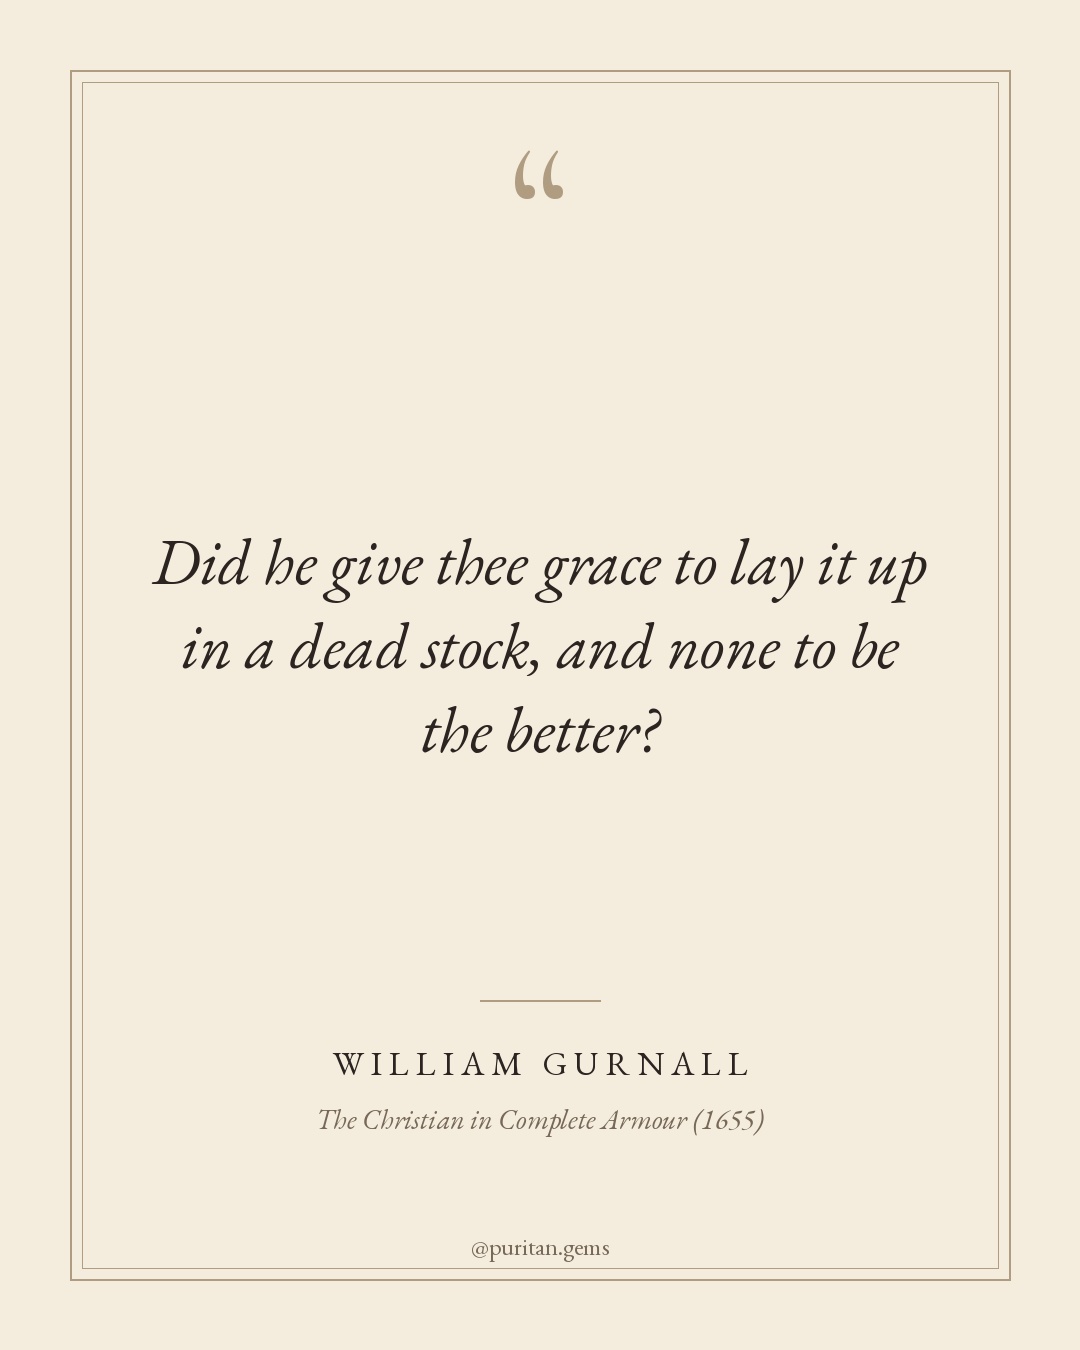 “
Did he give thee grace to lay it up
in a dead stock, and none to be
the better?
WILLIAM GURNALL
The Christian in Complete Armour (1655)
@puritan.gems